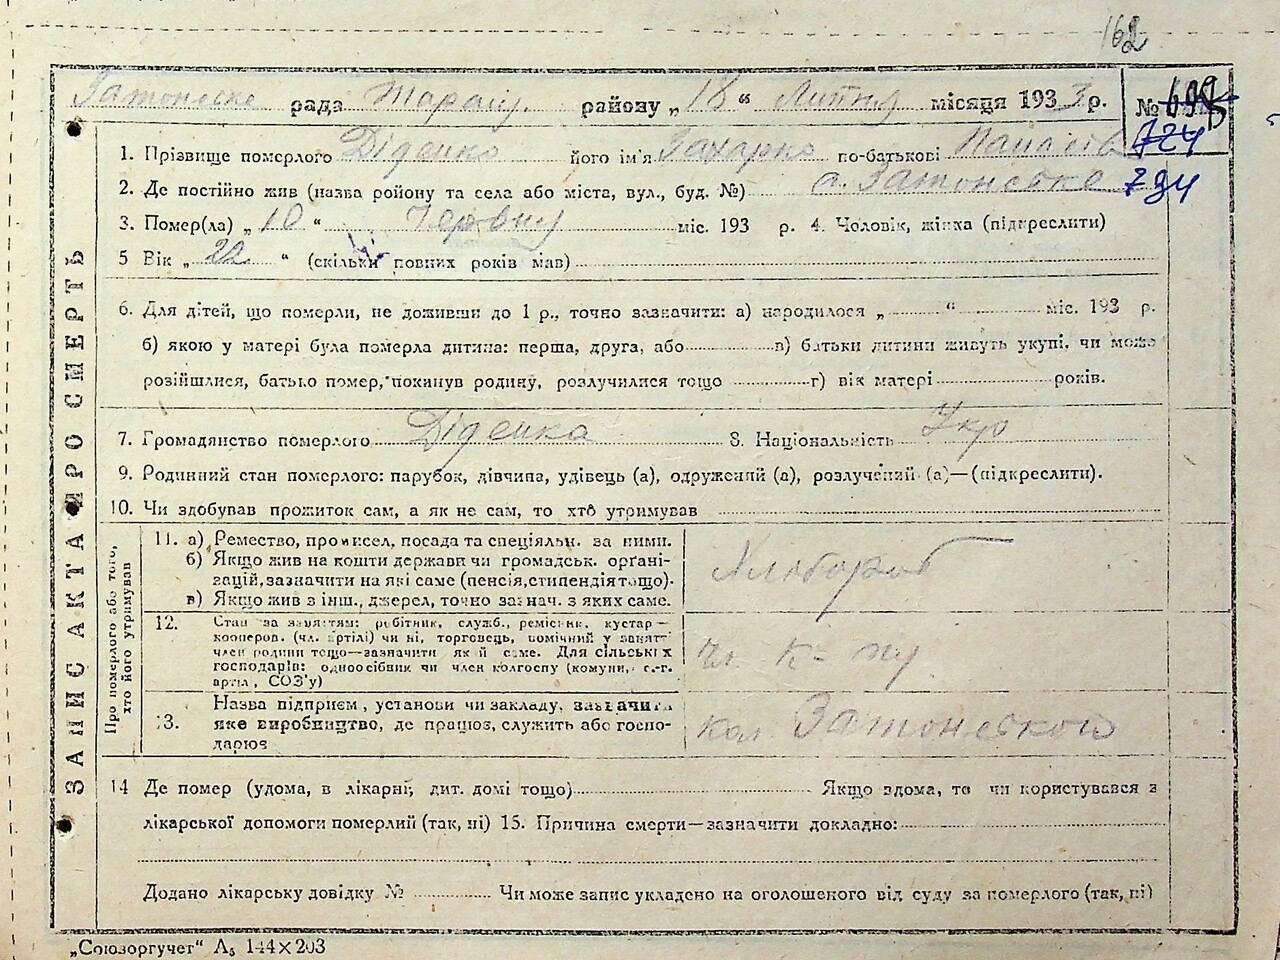 162
Затонське рада Таращ. району „18“ Липня місяця 1933 р. № 698
724
1. Прізвище померлого Діденко його ім'я Захарко по-батькові
2. Де постійно жив (назва району та села або міста, вул., буд. №) с. Затонське 794
3. Помер(ла) „10“ Червня міс. 193 р. 4. Чоловік, жінка (підкреслити)
5 Вік „22“ (скільки повних років мав)
6. Для дітей, що померли, не доживши до 1 р., точно зазначити: а) народилося „ “ міс. 193 р.
б) якою у матері була померла дитина: перша, друга, або в) батьки дитини живуть укупі, чи може
розійшлися, батько помер, покинув родину, розлучилися тощо г) вік матері років.
7. Громадянство померлого Діденка 8. Національність Укр
9. Родинний стан померлого: парубок, дівчина, удівець (а), одружений (а), розлучений (а)—(підкреслити).
10. Чи здобував прожиток сам, а як не сам, то хто утримував
ЗАПИС АКТА ПРО СМЕРТЬ
Про померлого або того,
хто його утримував
11. а) Ремество, промисел, посада та спеціяльн. за ними.
б) Якщо жив на кошти держави чи громадськ. організацій, зазначити на які саме (пенсія, стипендія тощо).
в) Якщо жив з інш., джерел, точно зазнач. з яких саме.
Хлібороб
12. Стан за заняттям: робітник, служб., ремісник, кустар—
кооперов. (чл. артілі) чи ні, торговець, помічний у занятті
член родини тощо—зазначити який саме. Для сільських
господарів: одноосібник чи член колгоспу (комуни, с.-г.
артіл, СОЗ'у)
Чл. к-пу
13. Назва підприєм., установи чи закладу, зазначити
яке виробництво, де працює, служить або господарює
Кол. Затонського
14 Де помер (удома, в лікарні, дит. домі тощо) Якщо вдома, то чи користувався з
лікарської допомоги померлий (так, ні) 15. Причина смерти—зазначити докладно:
Додано лікарську довідку № Чи може запис укладено на оголошеного від суду за померлого (так, ні)
„Союзоргучет“ А5 144×203